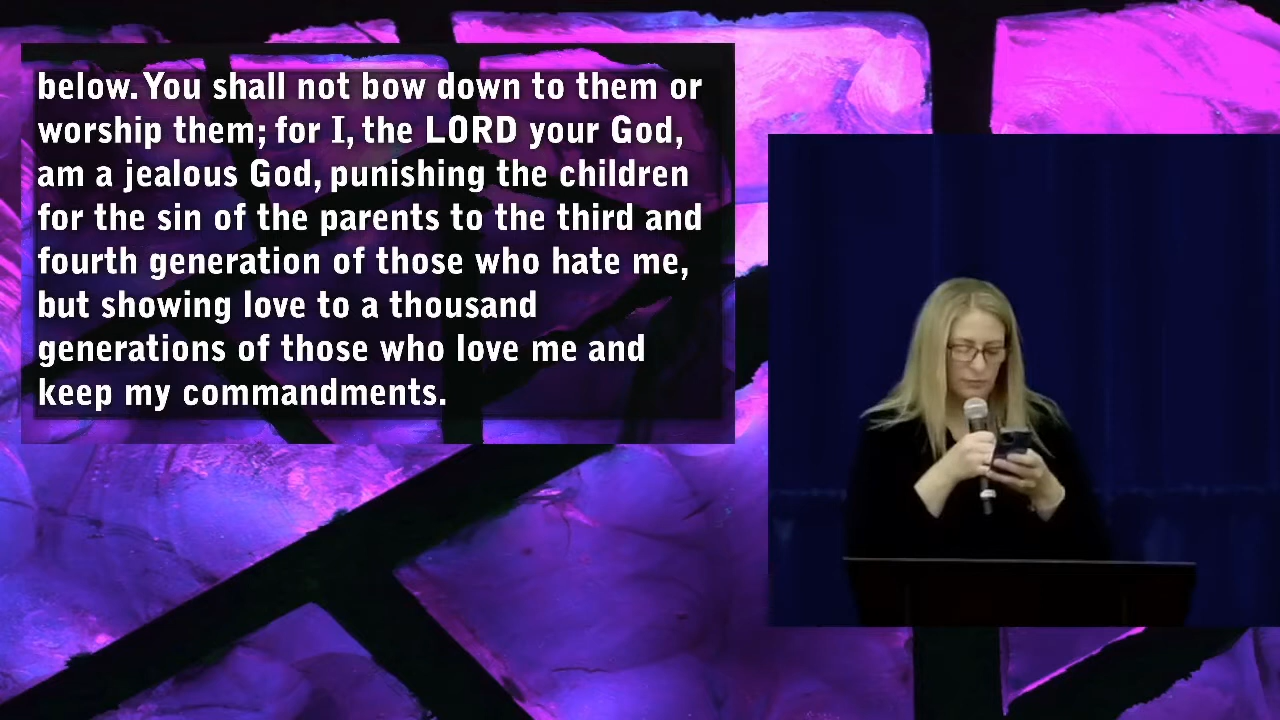 below. You shall not bow down to them or
worship them; for I, the LORD your God,
am a jealous God, punishing the children
for the sin of the parents to the third and
fourth generation of those who hate me,
but showing love to a thousand
generations of those who love me and
keep my commandments.